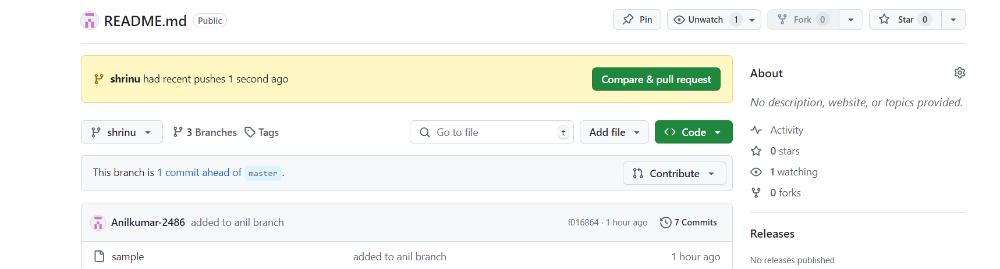 README.md Public Pin Unwatch 1 Fork 0 Star 0
shrinu had recent pushes 1 second ago Compare & pull request
shrinu 3 Branches Tags Go to file t Add file Code
This branch is 1 commit ahead of master . Contribute
Anilkumar-2486 added to anil branch f016864 · 1 hour ago 7 Commits
sample added to anil branch 1 hour ago
About
No description, website, or topics provided.
Activity
0 stars
1 watching
0 forks
Releases
No releases published